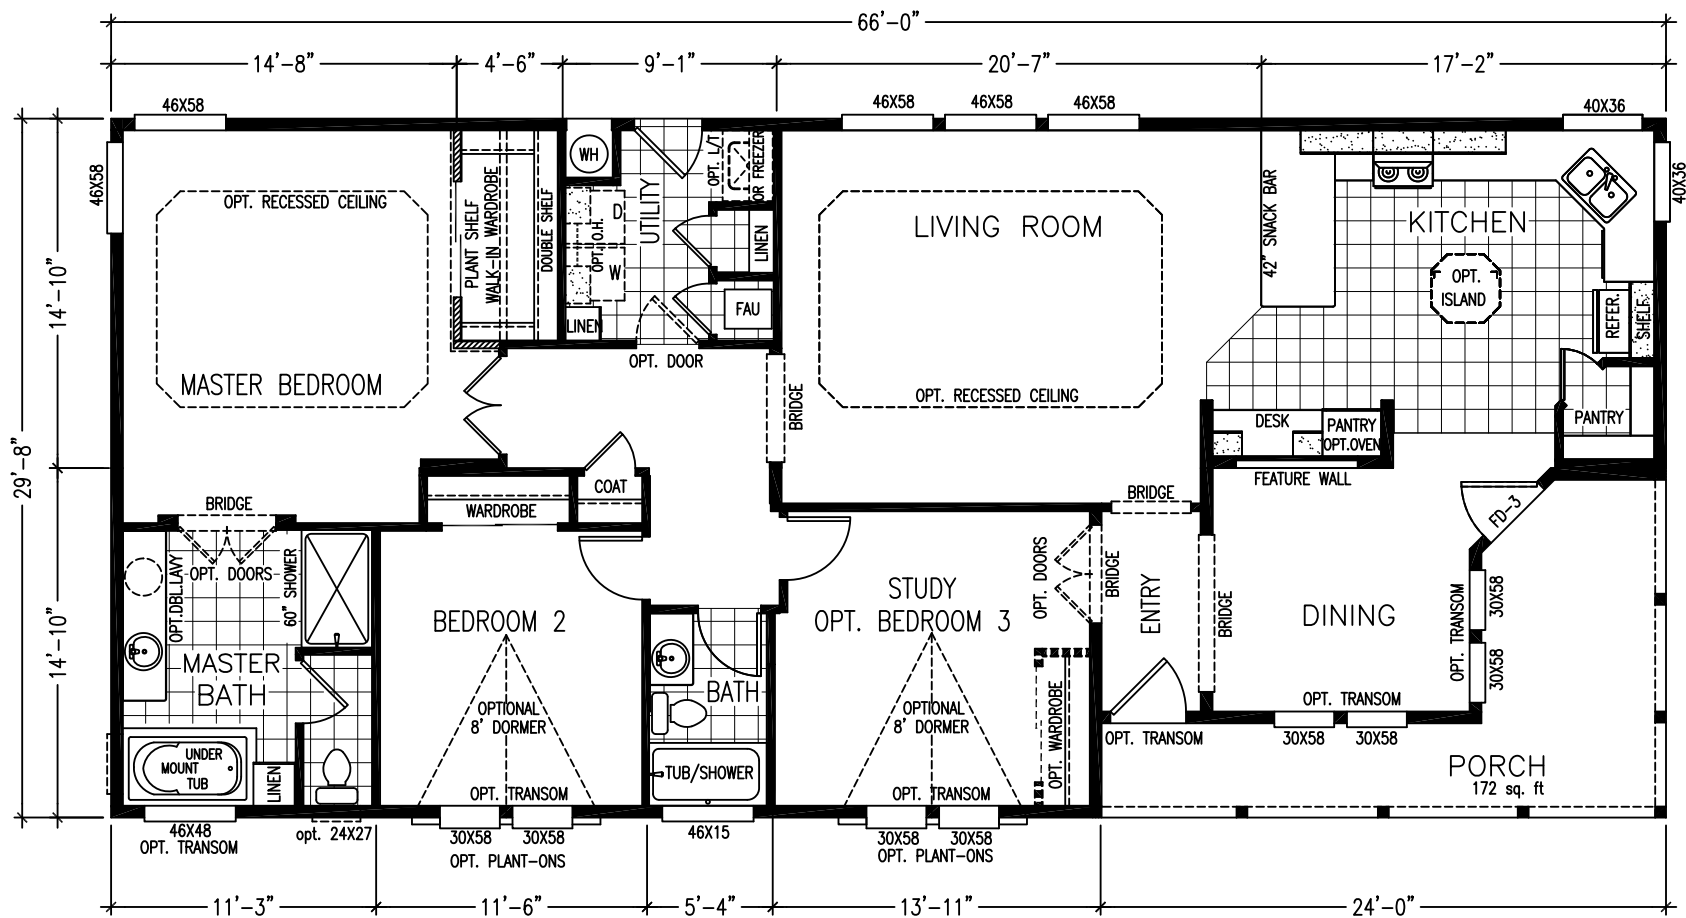 66'-0"
14'-8"
4'-6"
9'-1"
20'-7"
17'-2"
46X58
46X58
46X58
46X58
40X36
46X58
40X36
29'-8"
14'-10"
14'-10"
OPT. RECESSED CEILING
MASTER BEDROOM
PLANT SHELF
WALK-IN WARDROBE
DOUBLE SHELF
WH
OPT. L/T
OR FREEZER
D
OPT. O.H.
W
UTILITY
LINEN
LINEN
FAU
OPT. DOOR
LIVING ROOM
OPT. RECESSED CEILING
BRIDGE
42" SNACK BAR
KITCHEN
OPT.
ISLAND
REFER.
SHELF
PANTRY
DESK
PANTRY
OPT.OVEN
FEATURE WALL
COAT
WARDROBE
BRIDGE
BRIDGE
FD-3
OPT. DOORS
OPT.DBL.LAVY
60" SHOWER
MASTER
BATH
UNDER
MOUNT
TUB
LINEN
BEDROOM 2
OPTIONAL
8' DORMER
OPT. TRANSOM
BATH
TUB/SHOWER
STUDY
OPT. BEDROOM 3
OPTIONAL
8' DORMER
OPT. TRANSOM
OPT. DOORS
BRIDGE
OPT. WARDROBE
ENTRY
BRIDGE
DINING
OPT. TRANSOM
30X58
30X58
OPT. TRANSOM
OPT. TRANSOM
30X58
30X58
PORCH
172 sq. ft
46X48
OPT. TRANSOM
opt. 24X27
30X58
30X58
OPT. PLANT-ONS
46X15
30X58
30X58
OPT. PLANT-ONS
11'-3"
11'-6"
5'-4"
13'-11"
24'-0"